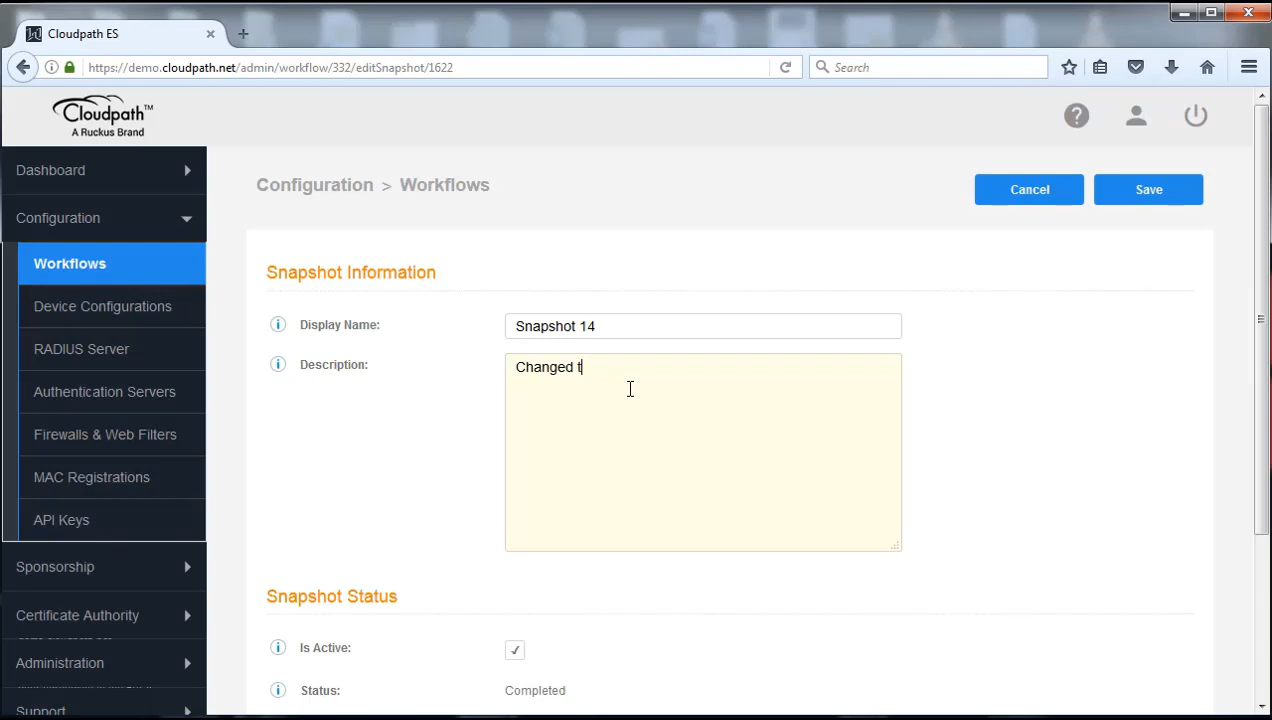 Cloudpath ES
https://demo.cloudpath.net/admin/workflow/332/editSnapshot/1622
Search
Cloudpath™
A Ruckus Brand
Dashboard
Configuration
Workflows
Device Configurations
RADIUS Server
Authentication Servers
Firewalls & Web Filters
MAC Registrations
API Keys
Sponsorship
Certificate Authority
Administration
Support
Configuration > Workflows
Cancel
Save
Snapshot Information
Display Name:
Snapshot 14
Description:
Changed t
Snapshot Status
Is Active:
Status:
Completed